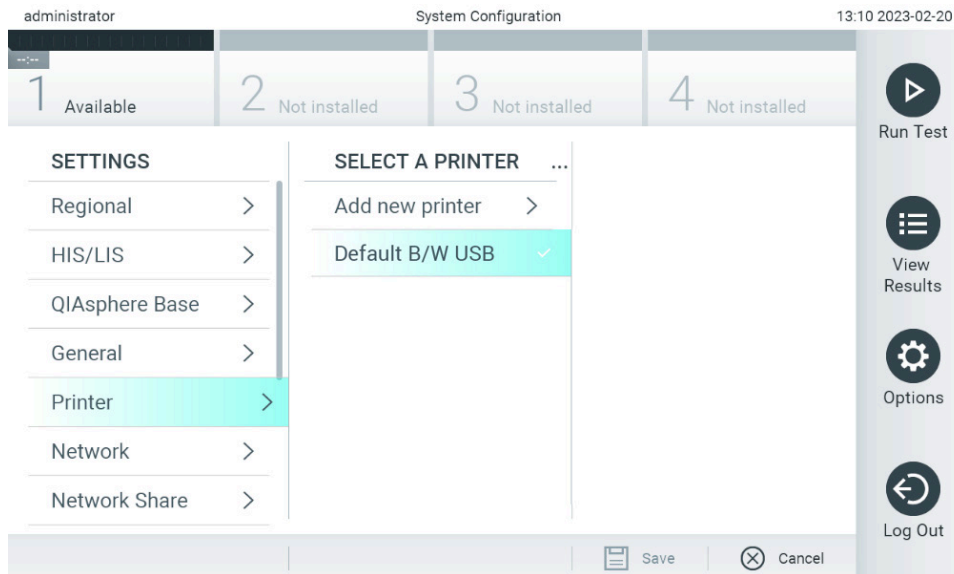 administrator
System Configuration
13:10 2023-02-20
--:--
1 Available
2 Not installed
3 Not installed
4 Not installed
Run Test
SETTINGS
SELECT A PRINTER ...
Regional
Add new printer
HIS/LIS
Default B/W USB
View
Results
QIAsphere Base
General
Printer
Options
Network
Network Share
Log Out
Save
Cancel